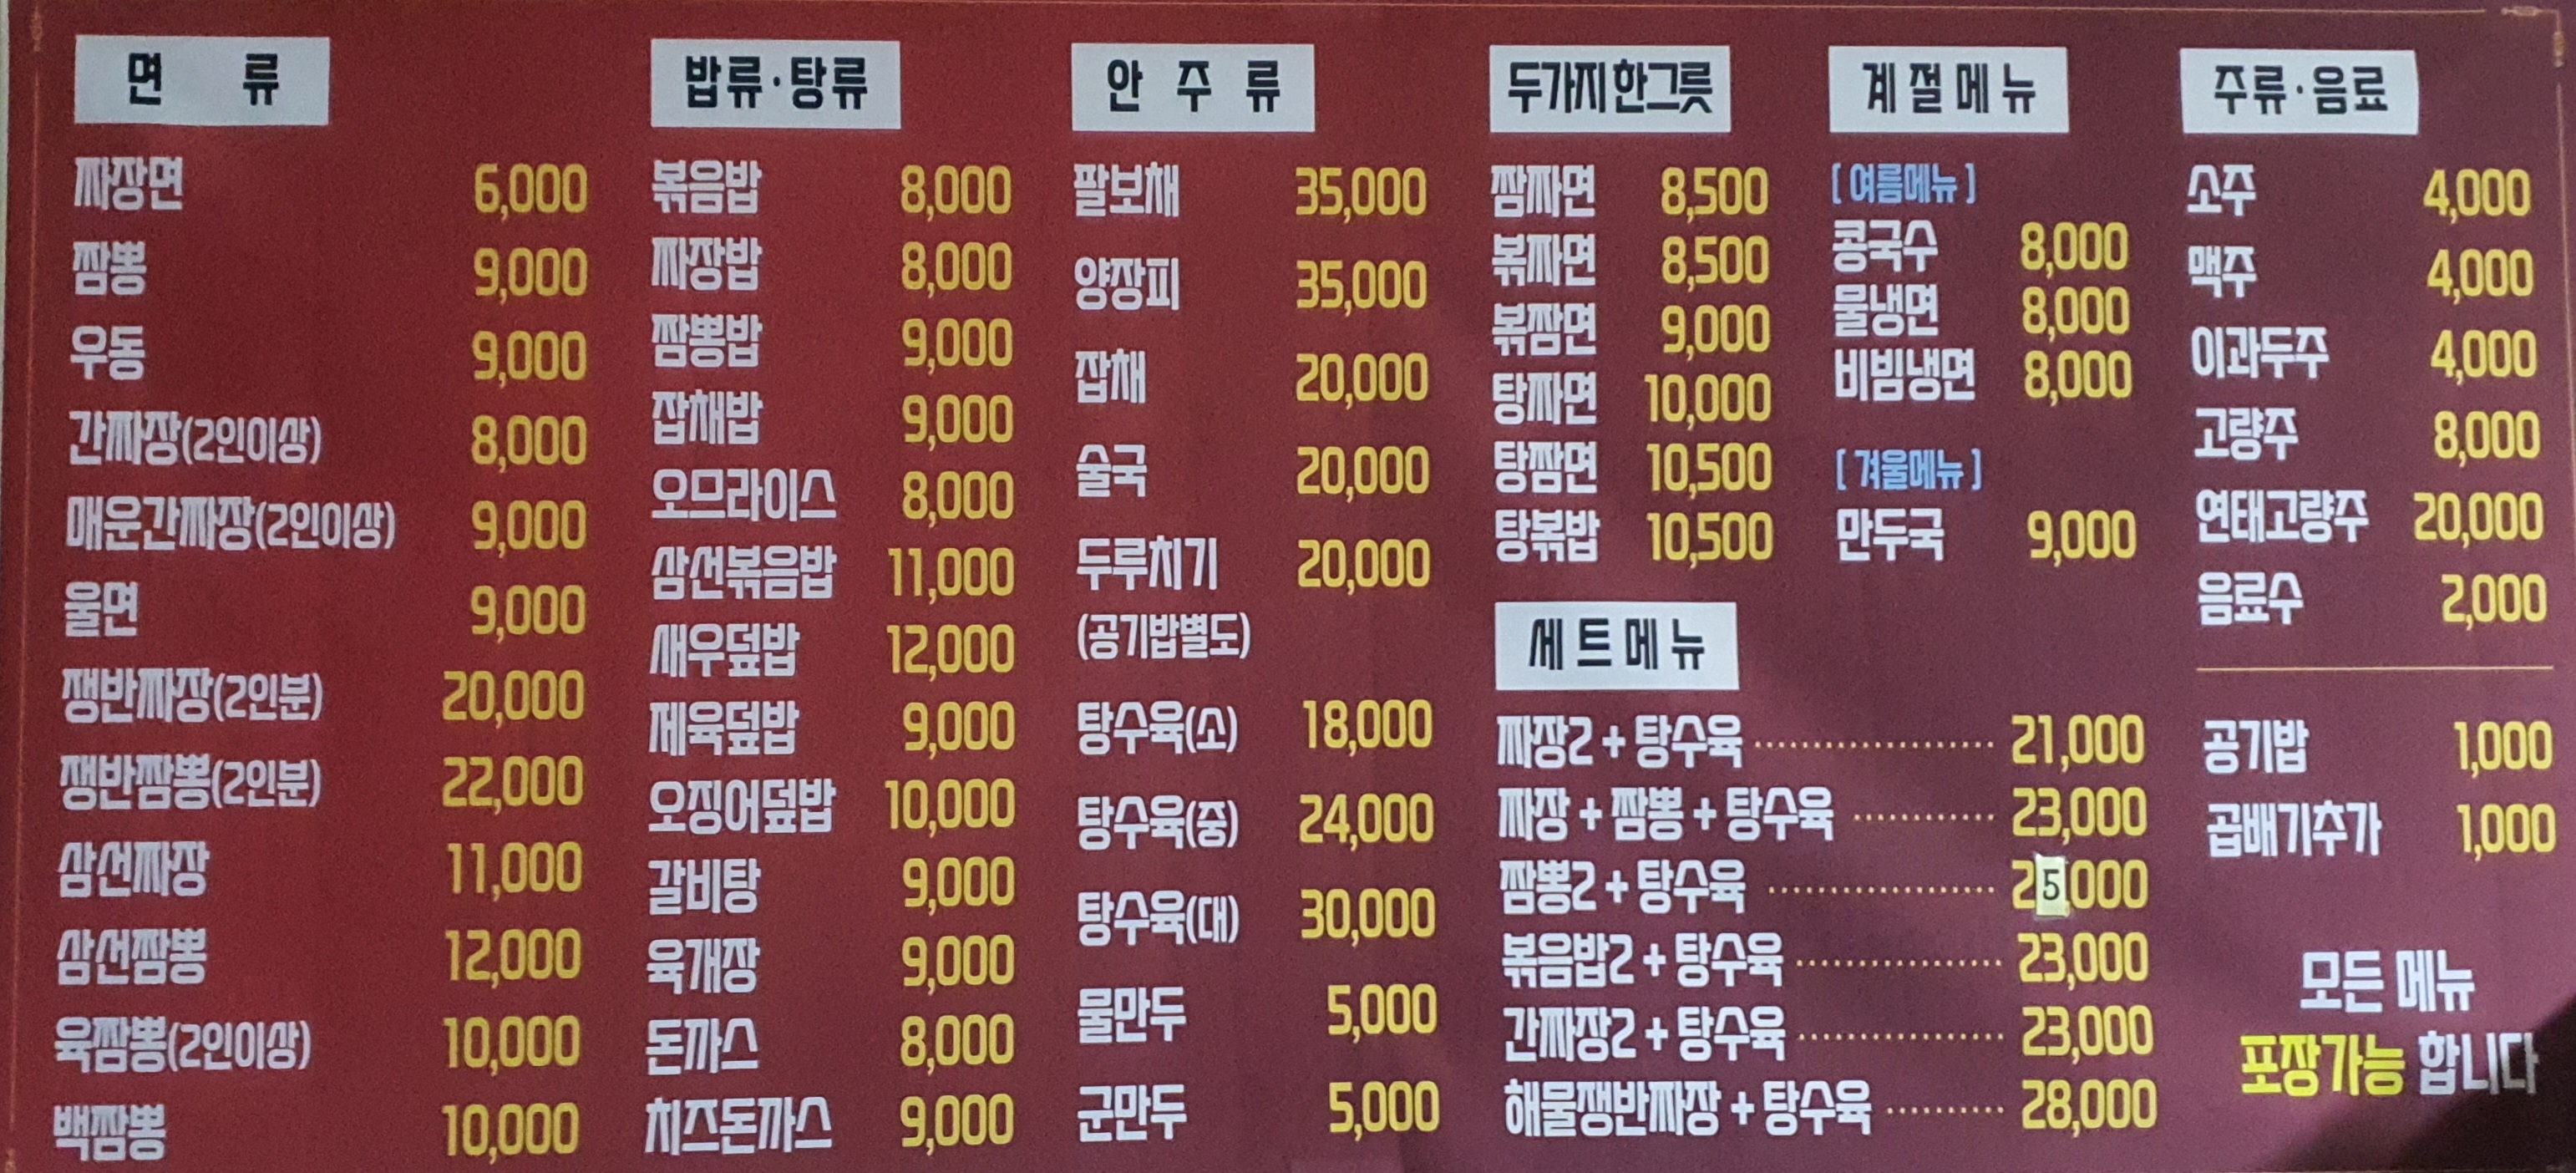 면 류
짜장면 6,000
짬뽕 9,000
우동 9,000
간짜장(2인이상) 8,000
매운간짜장(2인이상) 9,000
울면 9,000
쟁반짜장(2인분) 20,000
쟁반짬뽕(2인분) 22,000
삼선짜장 11,000
삼선짬뽕 12,000
육짬뽕(2인이상) 10,000
백짬뽕 10,000
밥류·탕류
볶음밥 8,000
짜장밥 8,000
짬뽕밥 9,000
잡채밥 9,000
오므라이스 8,000
삼선볶음밥 11,000
새우덮밥 12,000
제육덮밥 9,000
오징어덮밥 10,000
갈비탕 9,000
육개장 9,000
돈까스 8,000
치즈돈까스 9,000
안 주 류
팔보채 35,000
양장피 35,000
잡채 20,000
술국 20,000
두루치기 20,000
(공기밥별도)
탕수육(소) 18,000
탕수육(중) 24,000
탕수육(대) 30,000
물만두 5,000
군만두 5,000
두가지한그릇
짬짜면 8,500
볶짜면 8,500
볶짬면 9,000
탕짜면 10,000
탕짬면 10,500
탕볶밥 10,500
계절메뉴
[ 여름메뉴 ]
콩국수 8,000
물냉면 8,000
비빔냉면 8,000
[ 겨울메뉴 ]
만두국 9,000
세트메뉴
짜장2 + 탕수육 21,000
짜장 + 짬뽕 + 탕수육 23,000
짬뽕2 + 탕수육 25,000
볶음밥2 + 탕수육 23,000
간짜장2 + 탕수육 23,000
해물쟁반짜장 + 탕수육 28,000
주류·음료
소주 4,000
맥주 4,000
이과두주 4,000
고량주 8,000
연태고량주 20,000
음료수 2,000
공기밥 1,000
곱배기추가 1,000
모든 메뉴
포장가능 합니다